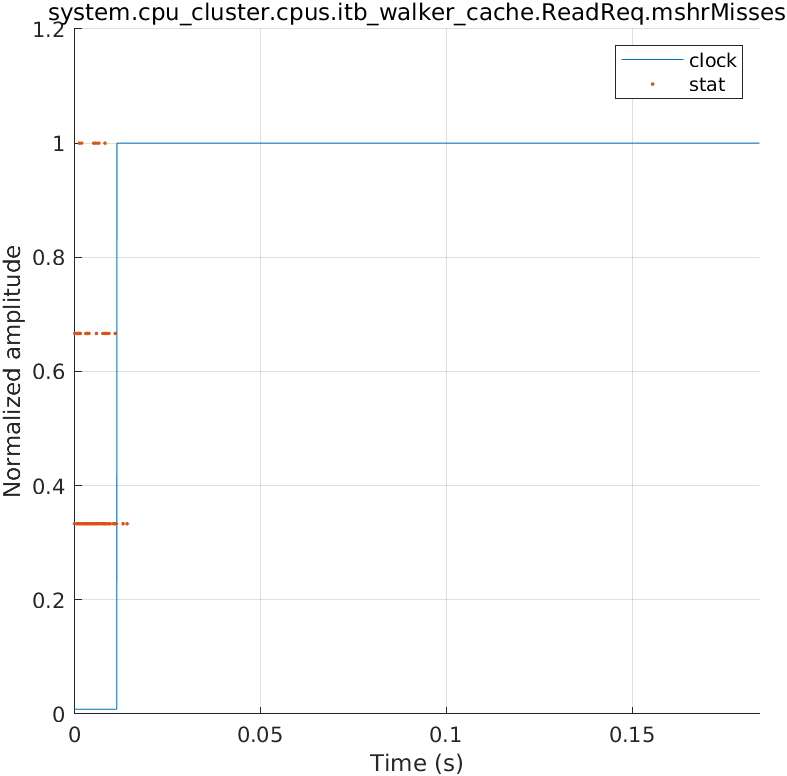 system.cpu_cluster.cpus.itb_walker_cache.ReadReq.mshrMisses
1.2
clock
stat
1
0.8
Normalized amplitude
0.6
0.4
0.2
0
0 0.05 0.1 0.15
Time (s)